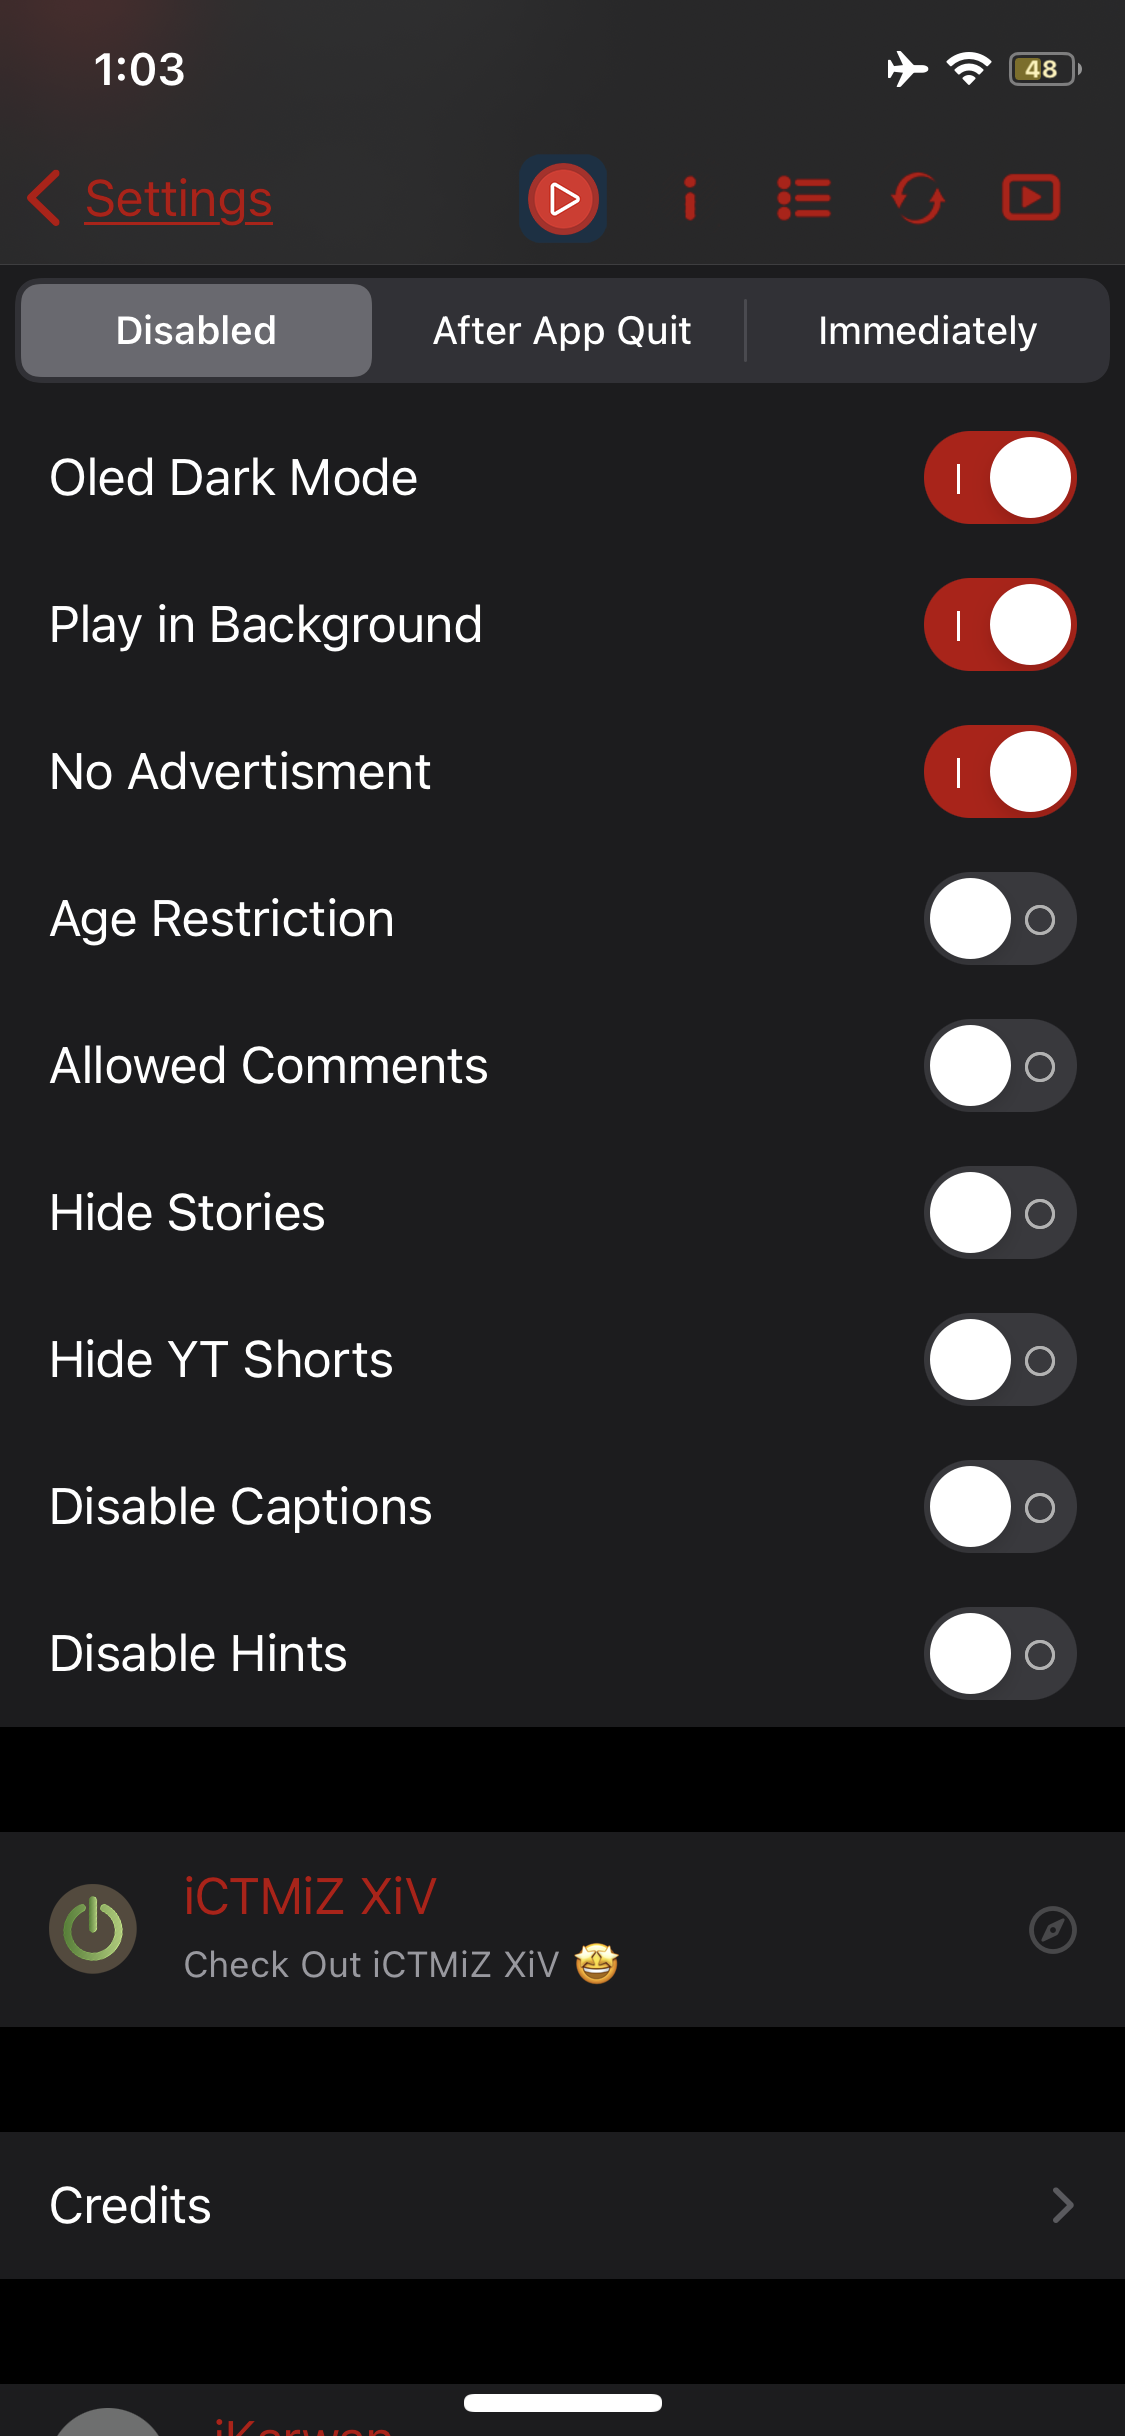 1:03
48
Settings
Disabled
After App Quit
Immediately
Oled Dark Mode
Play in Background
No Advertisment
Age Restriction
Allowed Comments
Hide Stories
Hide YT Shorts
Disable Captions
Disable Hints
iCTMiZ XiV
Check Out iCTMiZ XiV 🤩
Credits
iKarwan